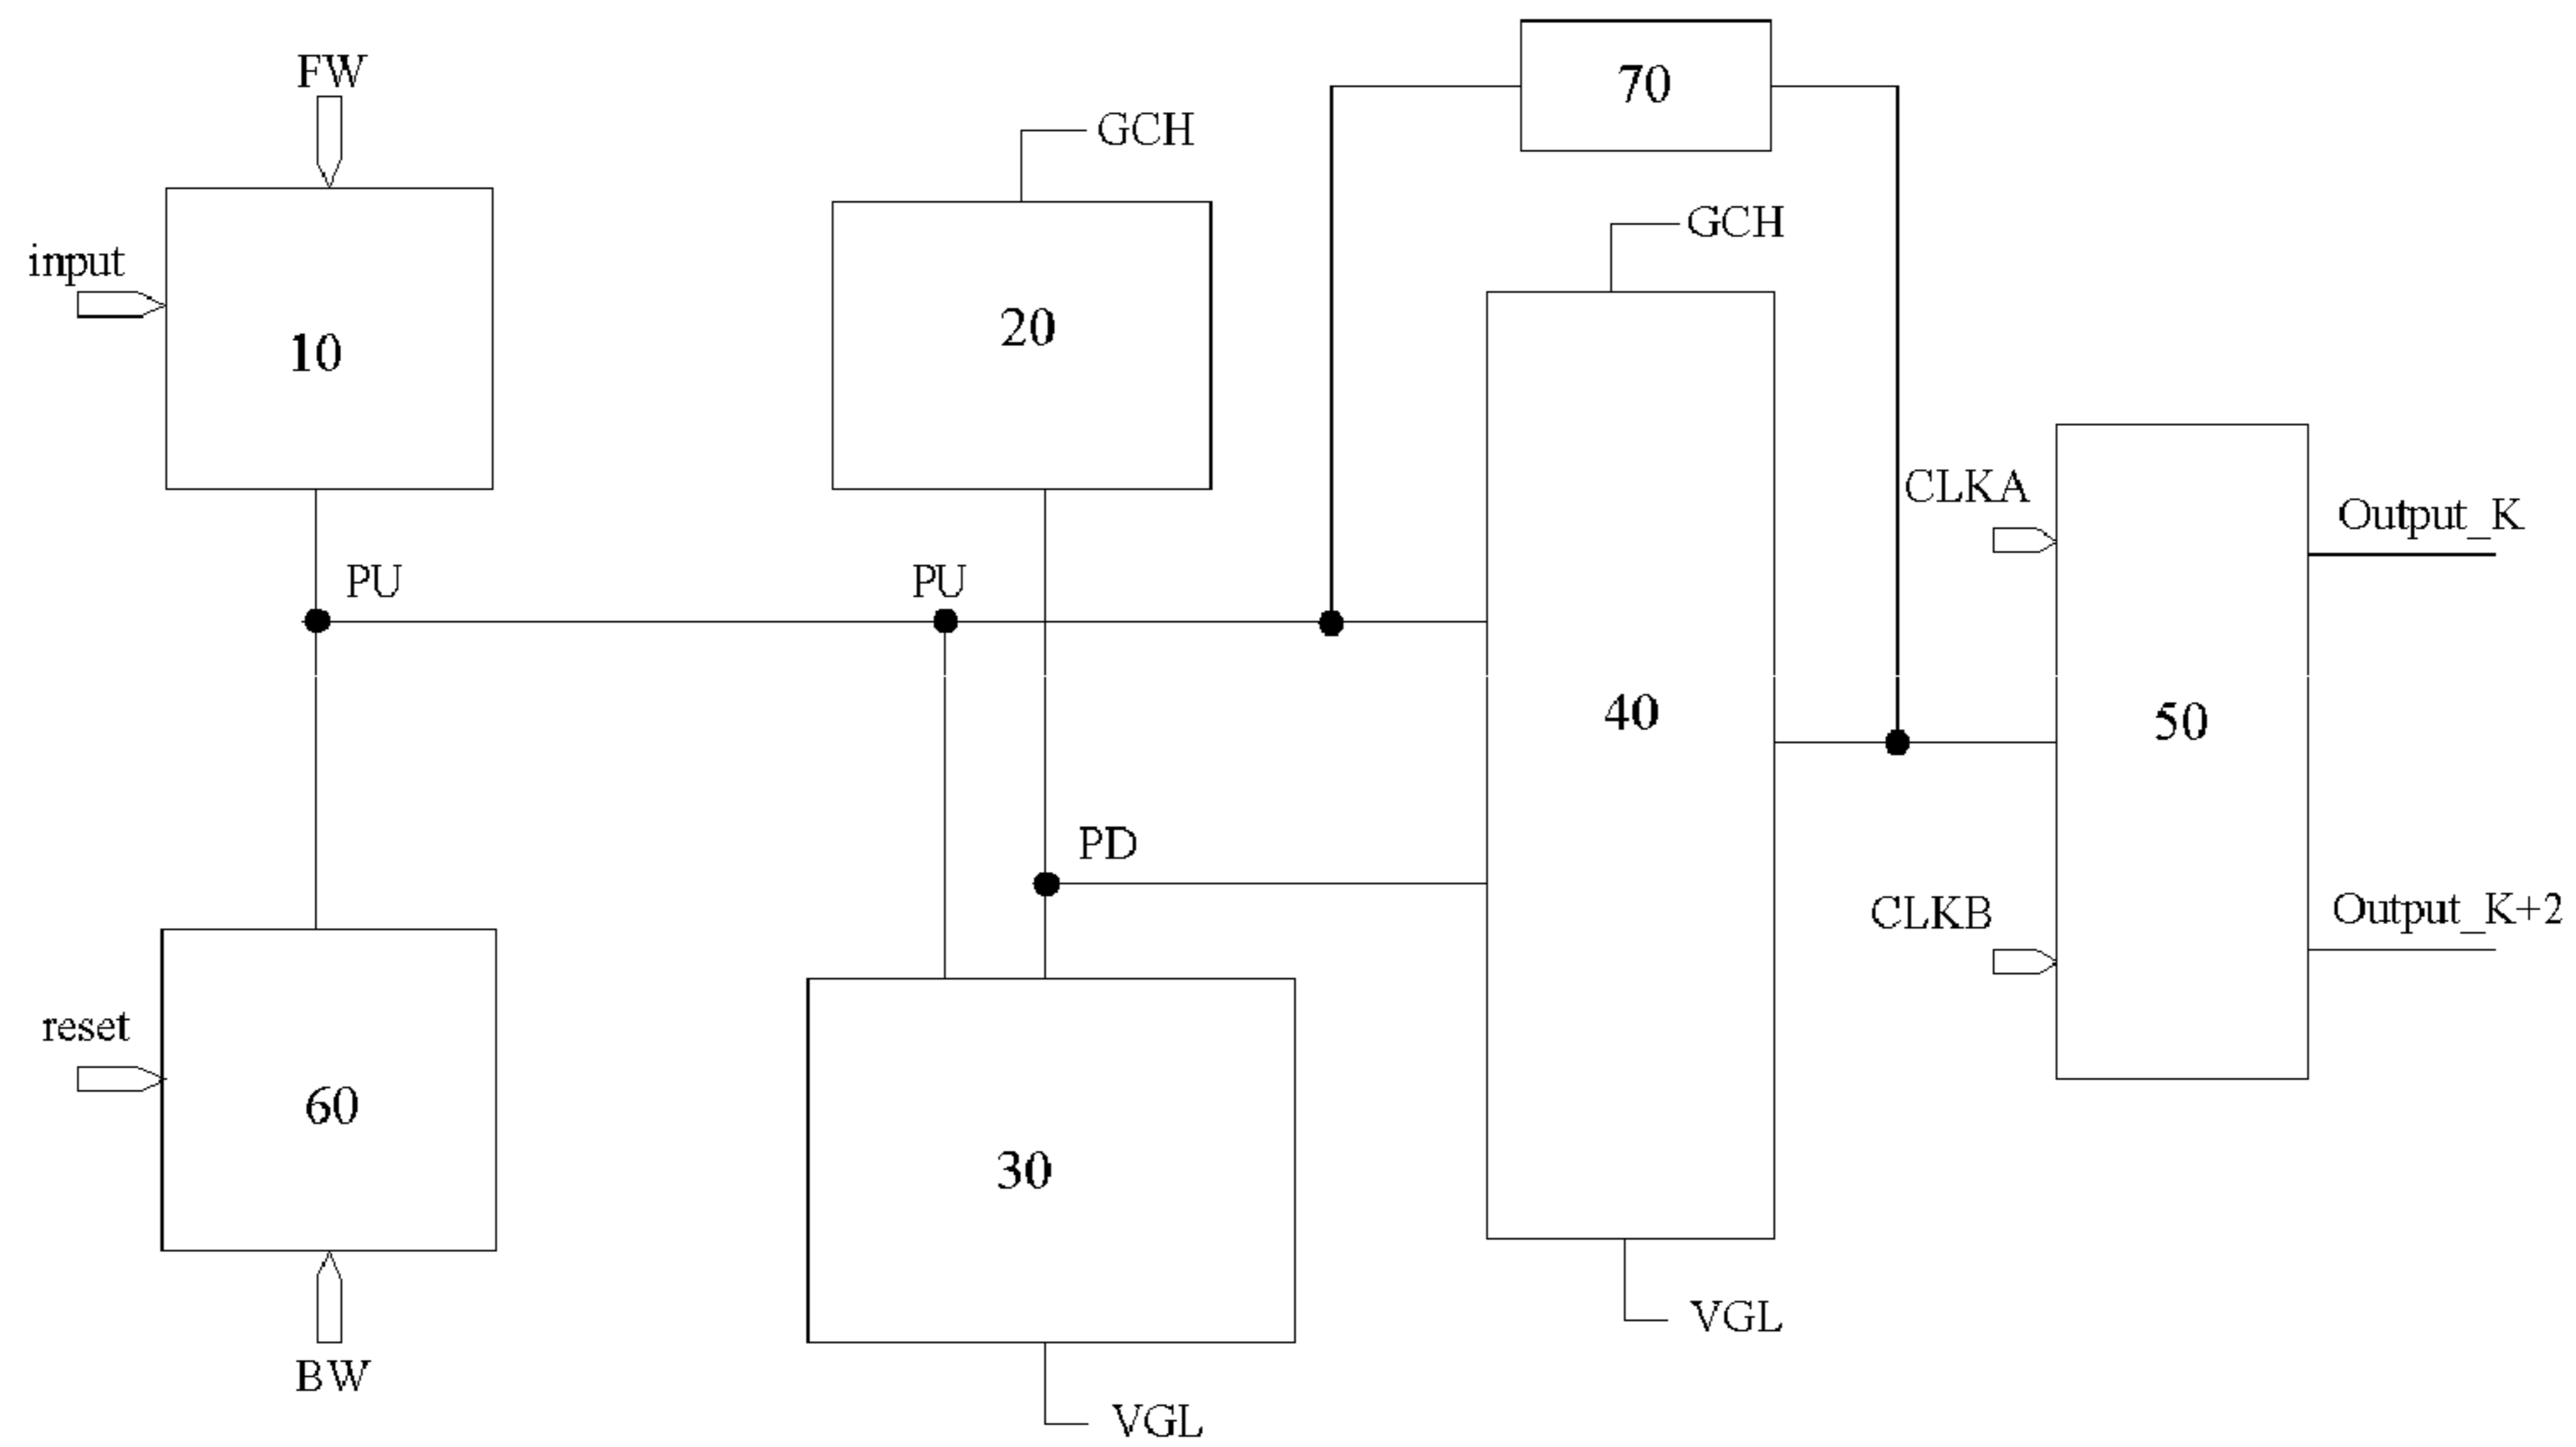 FW
70
GCH
GCH
input
20
10
CLKA
Output_K
PU
PU
40
50
PD
CLKB
Output_K+2
reset
60
30
VGL
BW
VGL